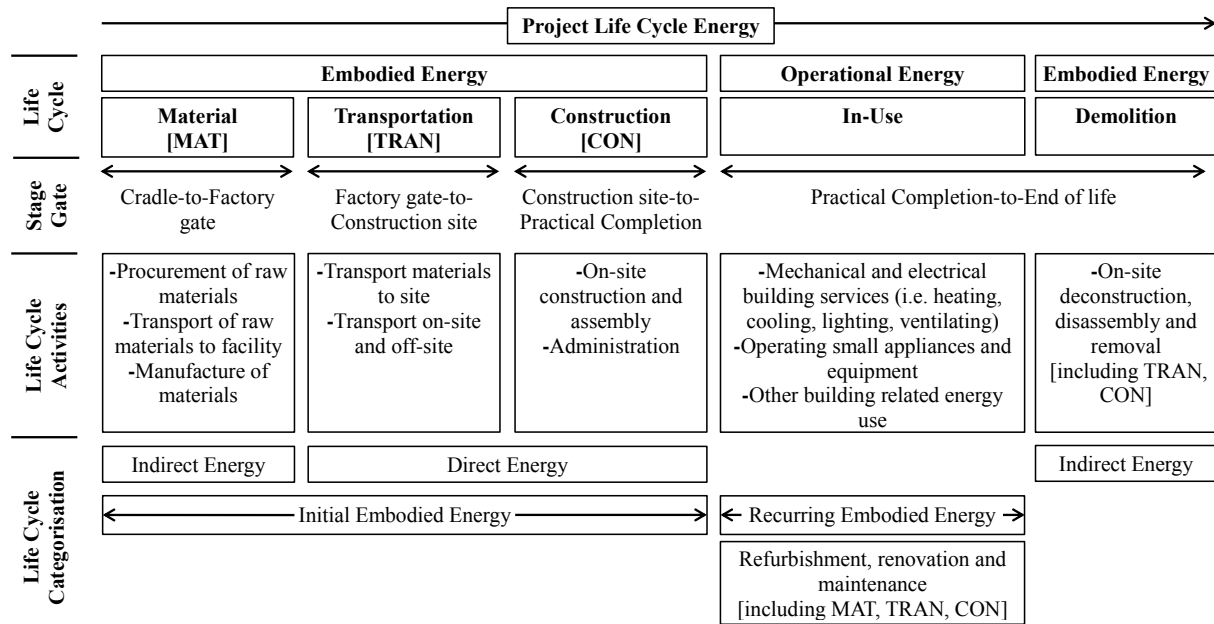 Project Life Cycle Energy
Life
Cycle
Embodied Energy
Operational Energy
Embodied Energy
Material
[MAT]
Transportation
[TRAN]
Construction
[CON]
In-Use
Demolition
Stage
Gate
Cradle-to-Factory
gate
Factory gate-to-
Construction site
Construction site-to-
Practical Completion
Practical Completion-to-End of life
Life Cycle
Activities
-Procurement of raw
materials
-Transport of raw
materials to facility
-Manufacture of
materials
-Transport materials
to site
-Transport on-site
and off-site
-On-site
construction and
assembly
-Administration
-Mechanical and electrical
building services (i.e. heating,
cooling, lighting, ventilating)
-Operating small appliances and
equipment
-Other building related energy
use
-On-site
deconstruction,
disassembly and
removal
[including TRAN,
CON]
Life Cycle
Categorisation
Indirect Energy
Direct Energy
Indirect Energy
Initial Embodied Energy
Recurring Embodied Energy
Refurbishment, renovation and
maintenance
[including MAT, TRAN, CON]